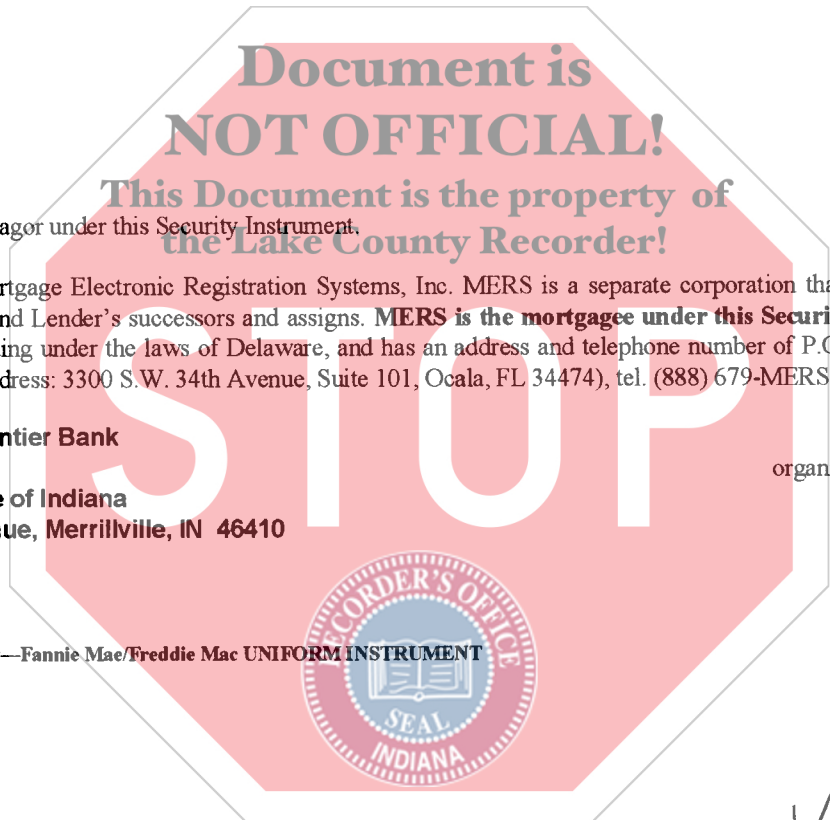 Document is
NOT OFFICIAL!
This Document is the property of
agor under this Security Instrument.
the Lake County Recorder!
rtgage Electronic Registration Systems, Inc. MERS is a separate corporation tha
nd Lender's successors and assigns. MERS is the mortgagee under this Securi
ing under the laws of Delaware, and has an address and telephone number of P.O
dress: 3300 S.W. 34th Avenue, Suite 101, Ocala, FL 34474), tel. (888) 679-MERS
STOP
ntier Bank
organ
e of Indiana
ue, Merrillville, IN 46410
RECORDER'S OFFICE
—Fannie Mae/Freddie Mac UNIFORM INSTRUMENT
SEAL
INDIANA